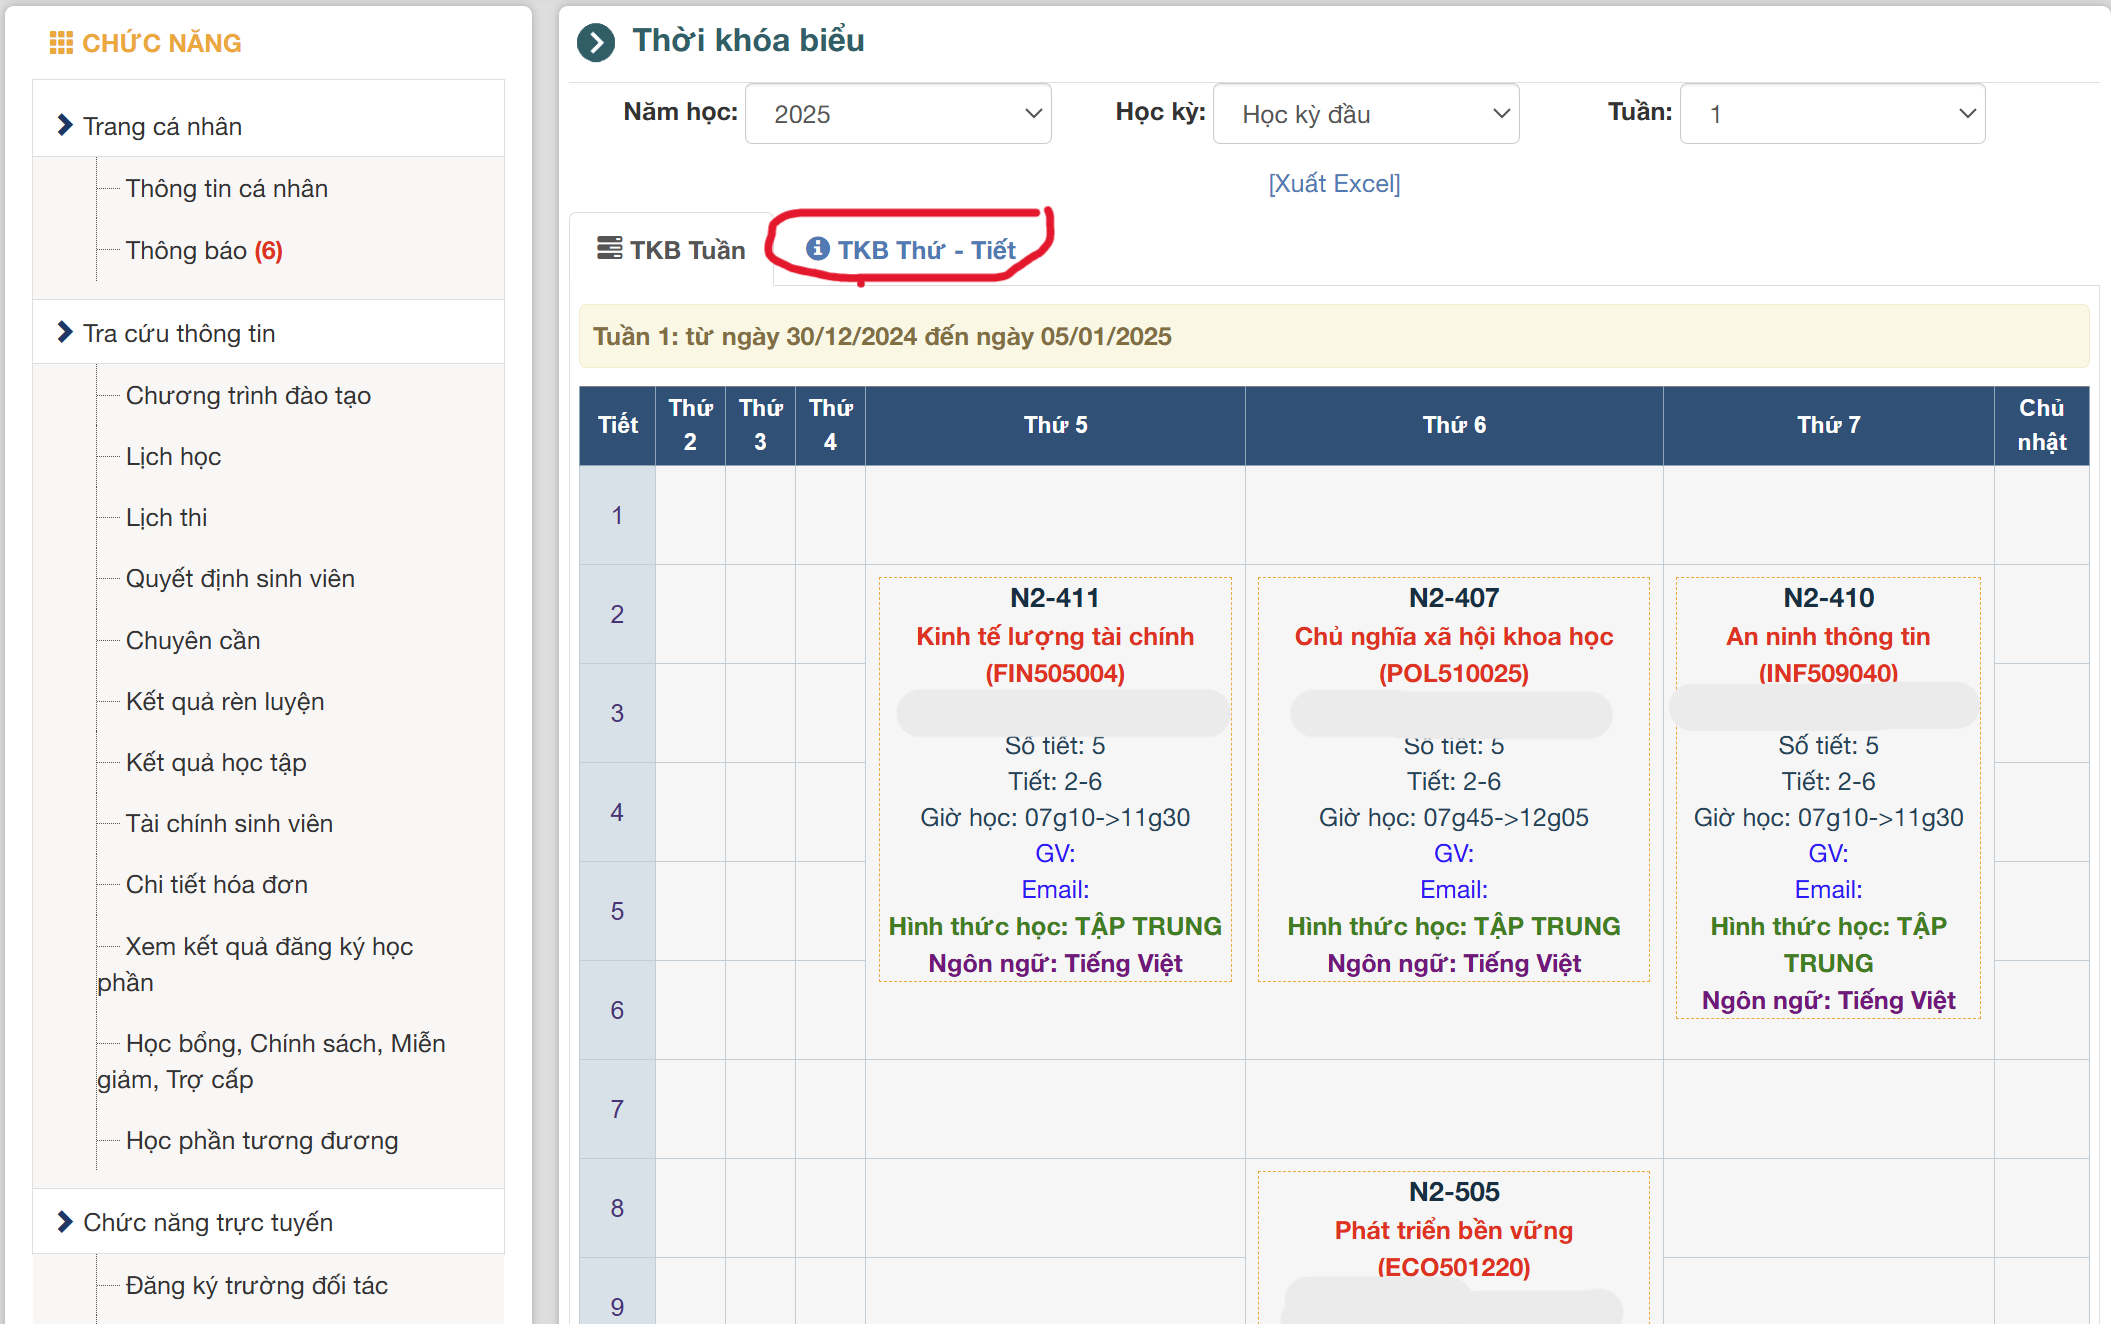 CHỨC NĂNG
Trang cá nhân
Thông tin cá nhân
Thông báo (6)
Tra cứu thông tin
Chương trình đào tạo
Lịch học
Lịch thi
Quyết định sinh viên
Chuyên cần
Kết quả rèn luyện
Kết quả học tập
Tài chính sinh viên
Chi tiết hóa đơn
Xem kết quả đăng ký học
phần
Học bổng, Chính sách, Miễn
giảm, Trợ cấp
Học phần tương đương
Chức năng trực tuyến
Đăng ký trường đối tác
Thời khóa biểu
Năm học: 2025 Học kỳ: Học kỳ đầu Tuần: 1
[Xuất Excel]
TKB Tuần TKB Thứ - Tiết
Tuần 1: từ ngày 30/12/2024 đến ngày 05/01/2025
Tiết Thứ 2 Thứ 3 Thứ 4 Thứ 5 Thứ 6 Thứ 7 Chủ nhật
1
2
3
4
5
6
7
8
9
N2-411
Kinh tế lượng tài chính
(FIN505004)
Số tiết: 5
Tiết: 2-6
Giờ học: 07g10->11g30
GV:
Email:
Hình thức học: TẬP TRUNG
Ngôn ngữ: Tiếng Việt
N2-407
Chủ nghĩa xã hội khoa học
(POL510025)
Số tiết: 5
Tiết: 2-6
Giờ học: 07g45->12g05
GV:
Email:
Hình thức học: TẬP TRUNG
Ngôn ngữ: Tiếng Việt
N2-410
An ninh thông tin
(INF509040)
Số tiết: 5
Tiết: 2-6
Giờ học: 07g10->11g30
GV:
Email:
Hình thức học: TẬP
TRUNG
Ngôn ngữ: Tiếng Việt
N2-505
Phát triển bền vững
(ECO501220)